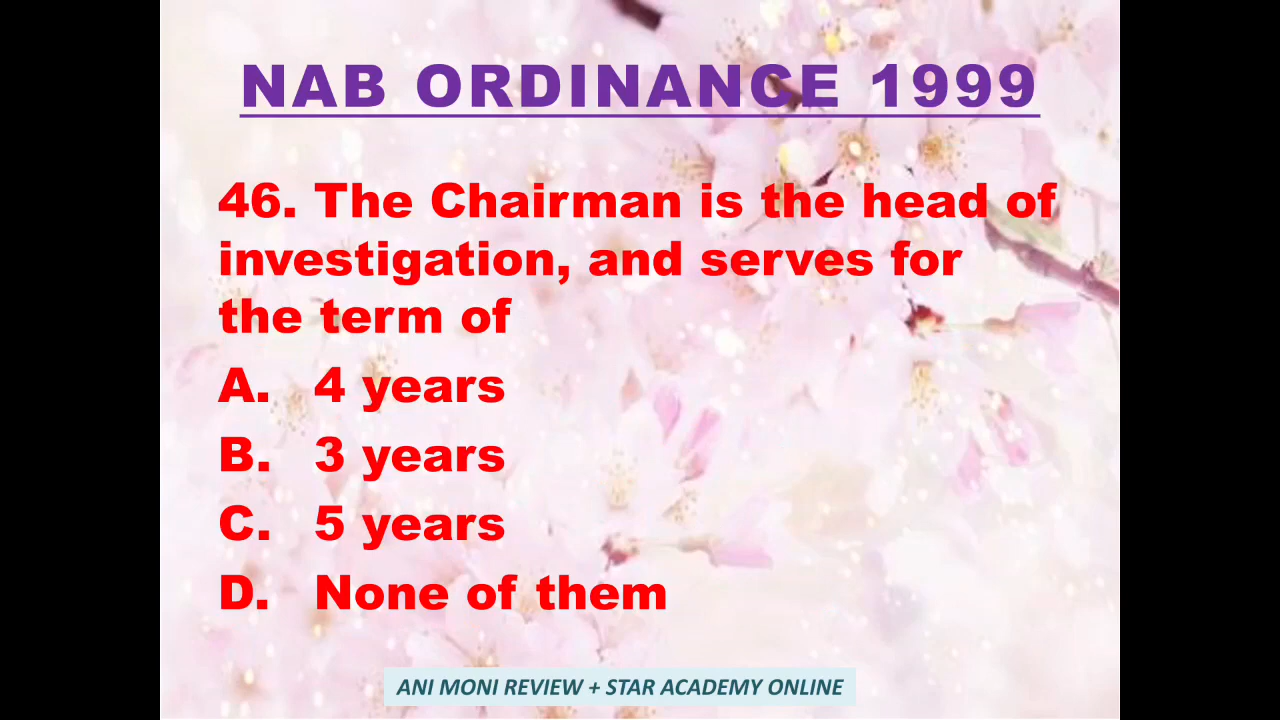 NAB ORDINANCE 1999
46. The Chairman is the head of
investigation, and serves for
the term of
A. 4 years
B. 3 years
C. 5 years
D. None of them
ANI MONI REVIEW + STAR ACADEMY ONLINE